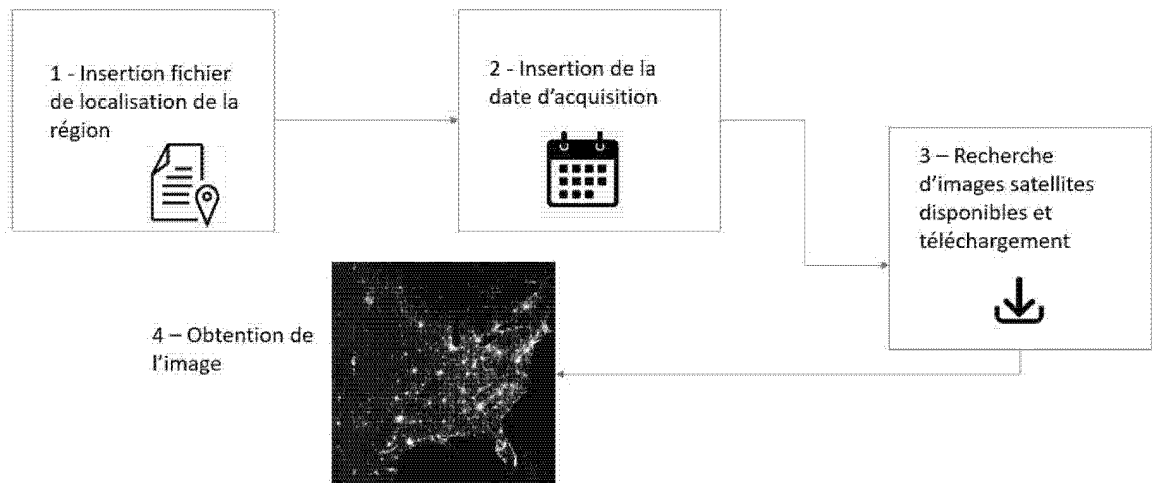 1 - Insertion fichier
de localisation de la
région
2 - Insertion de la
date d'acquisition
3 – Recherche
d'images satellites
disponibles et
téléchargement
4 – Obtention de
l'image